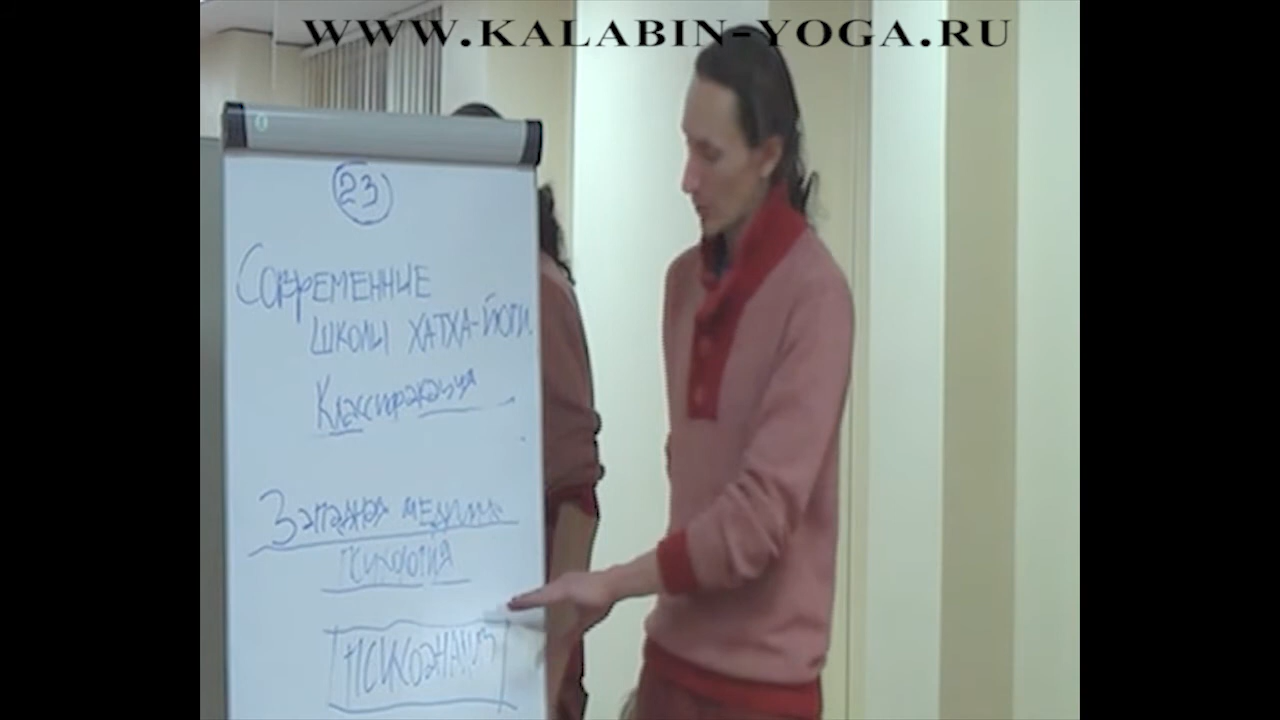 WWW.KALABIN-YOGA.RU
23
Современные
школы хатха-йоги.
Классификация
Западная медицина
психология
психоанализ